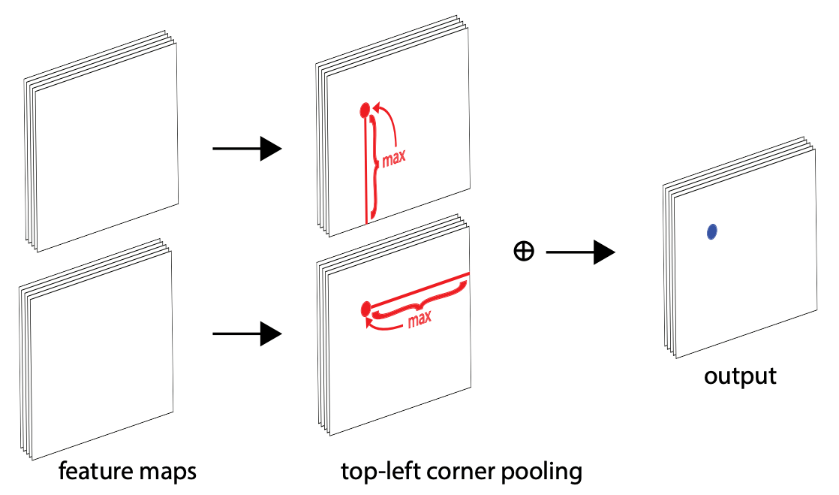 max
max
output
feature maps
top-left corner pooling